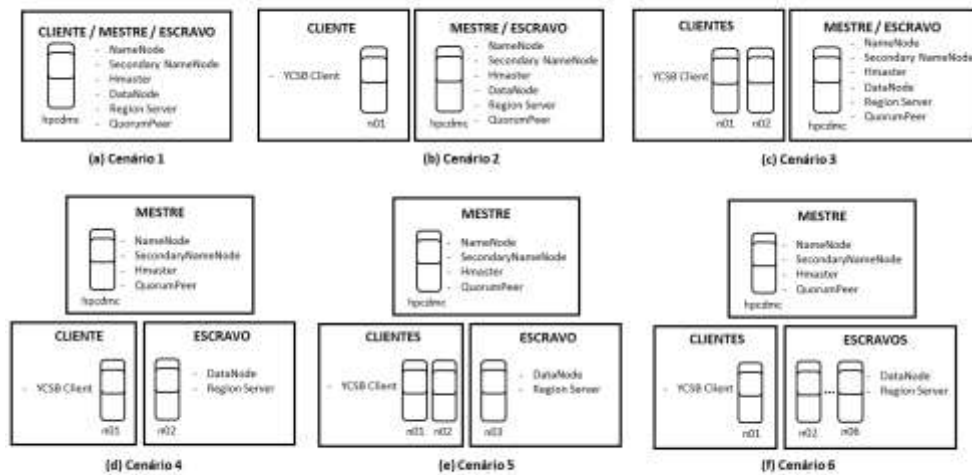 CLIENTE / MESTRE / ESCRAVO
- NameNode
- Secondary NameNode
- Hmaster
- DataNode
- Region Server
- QuorumPeer
hpcdmc
(a) Cenário 1
CLIENTE
- YCSB Client
n01
MESTRE / ESCRAVO
- NameNode
- Secondary NameNode
- Hmaster
- DataNode
- Region Server
- QuorumPeer
hpcdmc
(b) Cenário 2
CLIENTES
- YCSB Client
n01 n02
MESTRE / ESCRAVO
- NameNode
- Secondary NameNode
- Hmaster
- DataNode
- Region Server
- QuorumPeer
hpcdmc
(c) Cenário 3
MESTRE
- NameNode
- SecondaryNameNode
- Hmaster
- QuorumPeer
hpcdmc
CLIENTE
- YCSB Client
n01
ESCRAVO
- DataNode
- Region Server
n02
(d) Cenário 4
MESTRE
- NameNode
- SecondaryNameNode
- Hmaster
- QuorumPeer
hpcdmc
CLIENTES
- YCSB Client
n01 n02
ESCRAVO
- DataNode
- Region Server
n03
(e) Cenário 5
MESTRE
- NameNode
- SecondaryNameNode
- Hmaster
- QuorumPeer
hpcdmc
CLIENTES
- YCSB Client
n01
ESCRAVOS
- DataNode
- Region Server
...
n02 n06
(f) Cenário 6